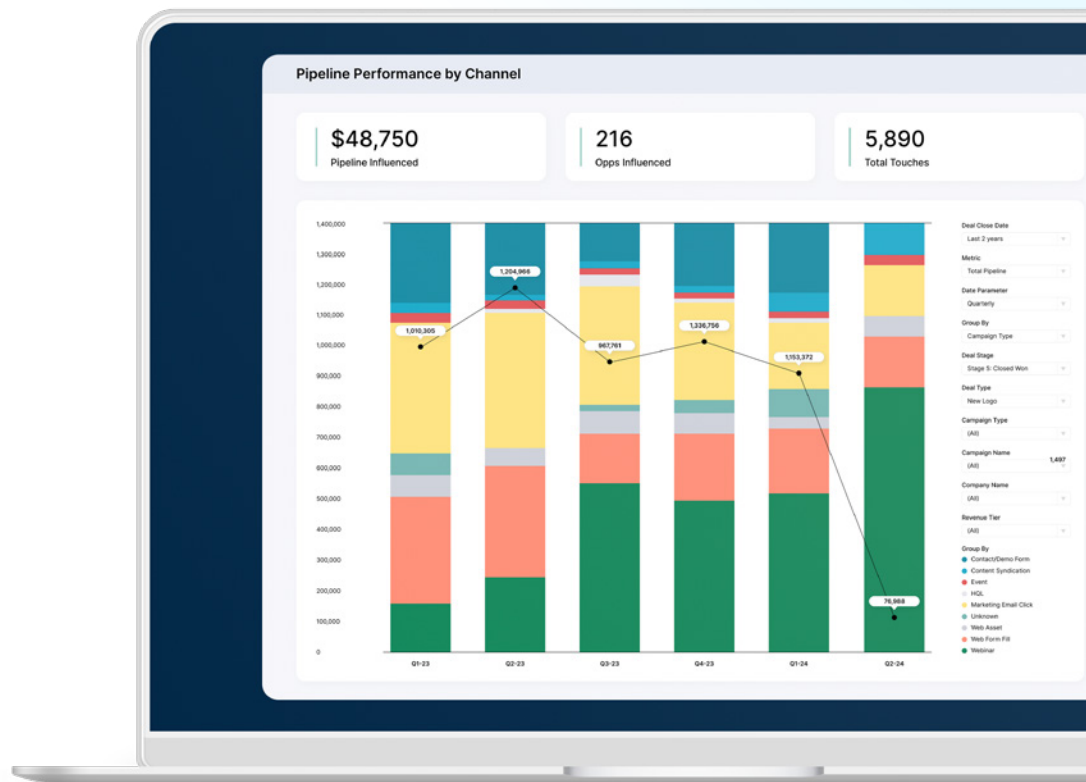 Pipeline Performance by Channel
$48,750
Pipeline Influenced
216
Opps Influenced
5,890
Total Touches
1,400,000
1,300,000
1,200,000
1,100,000
1,000,000
900,000
800,000
700,000
600,000
500,000
400,000
300,000
200,000
100,000
0
1,010,305
1,204,966
967,761
1,336,756
1,153,372
76,988
Q1-23
Q2-23
Q3-23
Q4-23
Q1-24
Q2-24
Deal Close Date
Last 2 years
Metric
Total Pipeline
Date Parameter
Quarterly
Group By
Campaign Type
Deal Stage
Stage 5: Closed Won
Deal Type
New Logo
Campaign Type
(All)
Campaign Name
1,497
(All)
Company Name
(All)
Revenue Tier
(All)
Group By
Contact/Demo Form
Content Syndication
Event
HQL
Marketing Email Click
Unknown
Web Asset
Web Form Fill
Webinar